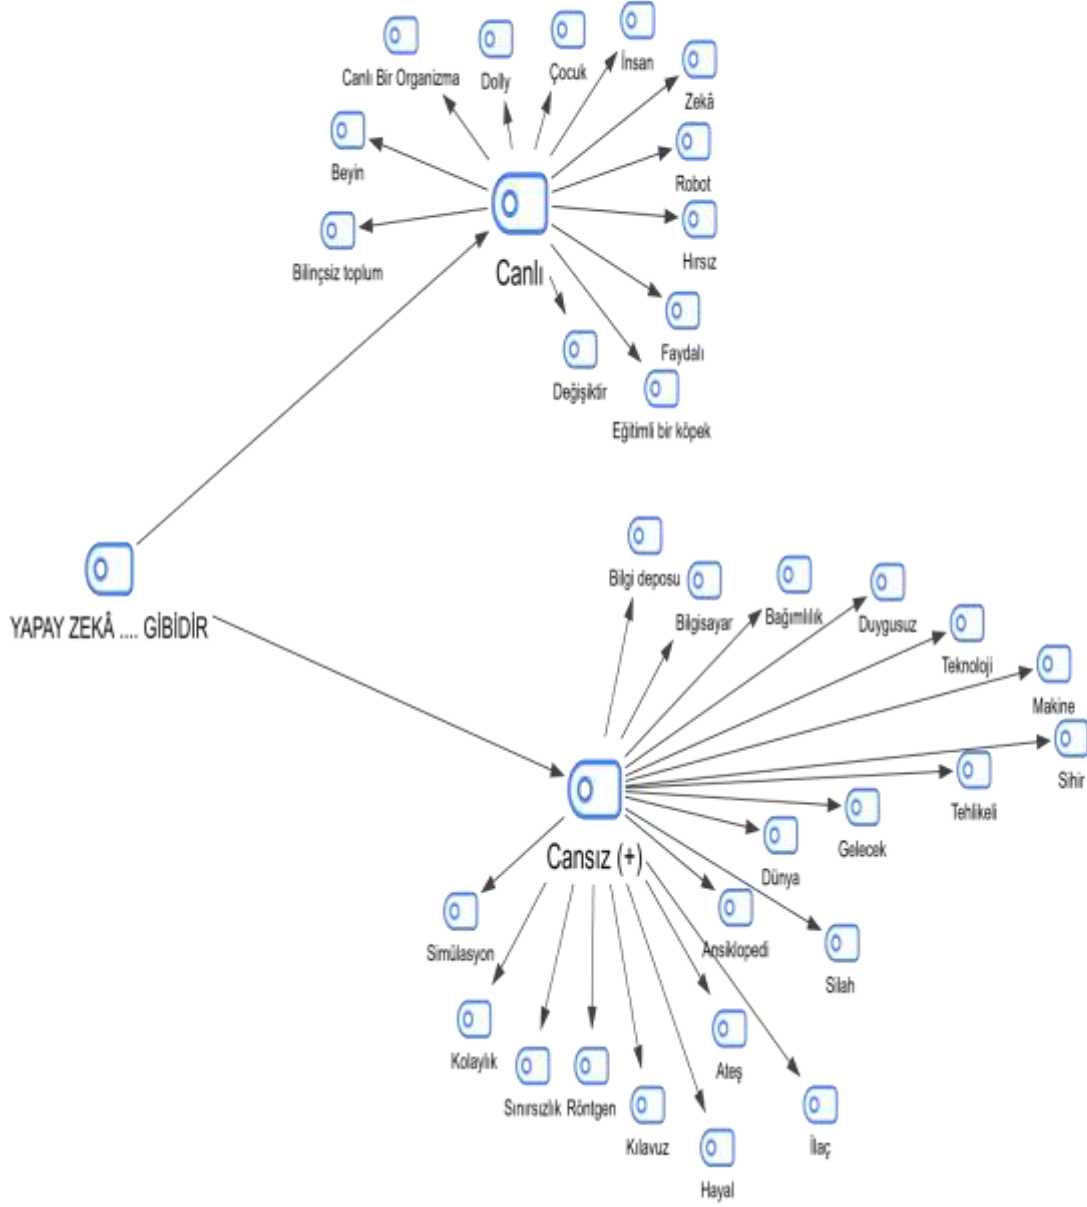 İnsan
Çocuk
Canlı Bir Organizma
Dolly
Zekâ
Beyin
Robot
Hırsız
Bilinçsiz toplum
Canlı
Faydalı
Değişiktir
Eğitimli bir köpek
Bilgi deposu
Bilgisayar
Bağımlılık
Duygusuz
YAPAY ZEKÂ .... GİBİDİR
Teknoloji
Makine
Sihir
Tehlikeli
Gelecek
Cansız (+)
Dünya
Simülasyon
Ansiklopedi
Silah
Kolaylık
Ateş
Sınırsızlık
Röntgen
Kılavuz
İlaç
Hayal